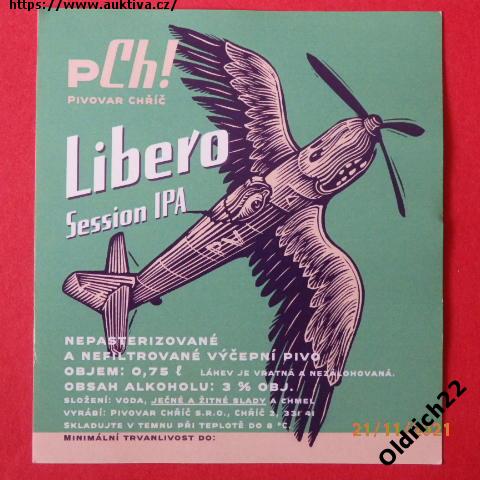 https://www.auktiva.cz/
PCh!
PIVOVAR CHŘÍČ
Libero
Session IPA
NEPASTERIZOVANÉ
A NEFILTROVANÉ VÝČEPNÍ PIVO
OBJEM: 0,75 ℓ LÁHEV JE VRATNÁ A NEZÁLOHOVANÁ.
OBSAH ALKOHOLU: 3 % OBJ.
SLOŽENÍ: VODA, JEČNÉ A ŽITNÉ SLADY A CHMEL
VYRÁBÍ: PIVOVAR CHŘÍČ S.R.O., CHŘÍČ 2, 331 41
SKLADUJTE V TEMNU PŘI TEPLOTĚ DO 8 °C.
MINIMÁLNÍ TRVANLIVOST DO:
21/11/2021
Oldrich22